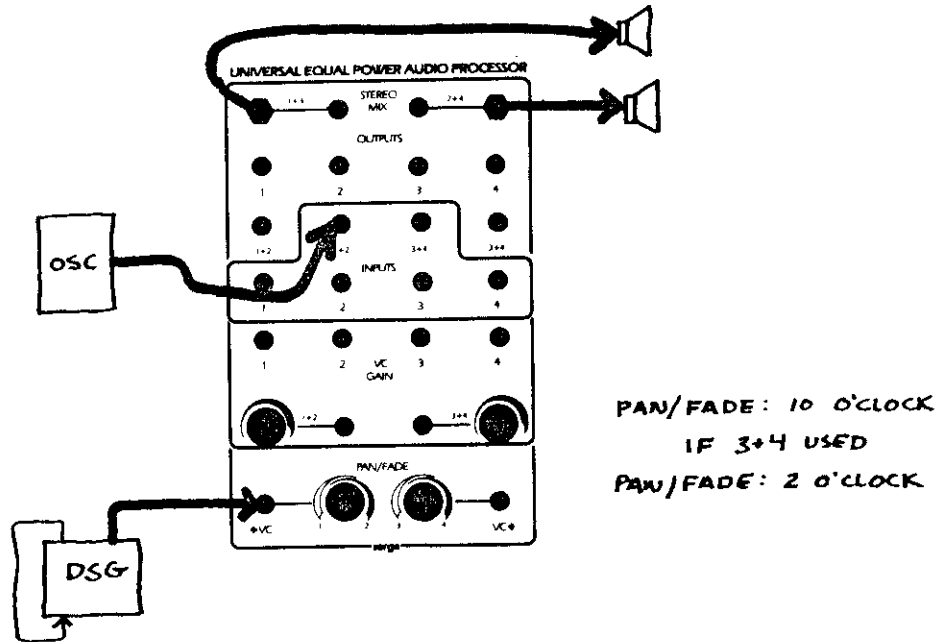 UNIVERSAL EQUAL POWER AUDIO PROCESSOR
1+3 STEREO 2+4
MIX
OUTPUTS
1 2 3 4
1+2 1+2 3+4 3+4
OSC
INPUTS
1 2 3 4
1 2 VC 3 4
GAIN
1+2 3+4
PAN/FADE: 10 O'CLOCK
IF 3+4 USED
PAN/FADE: 2 O'CLOCK
PAN/FADE
1 2 3 4
+VC VC+
serge
DSG